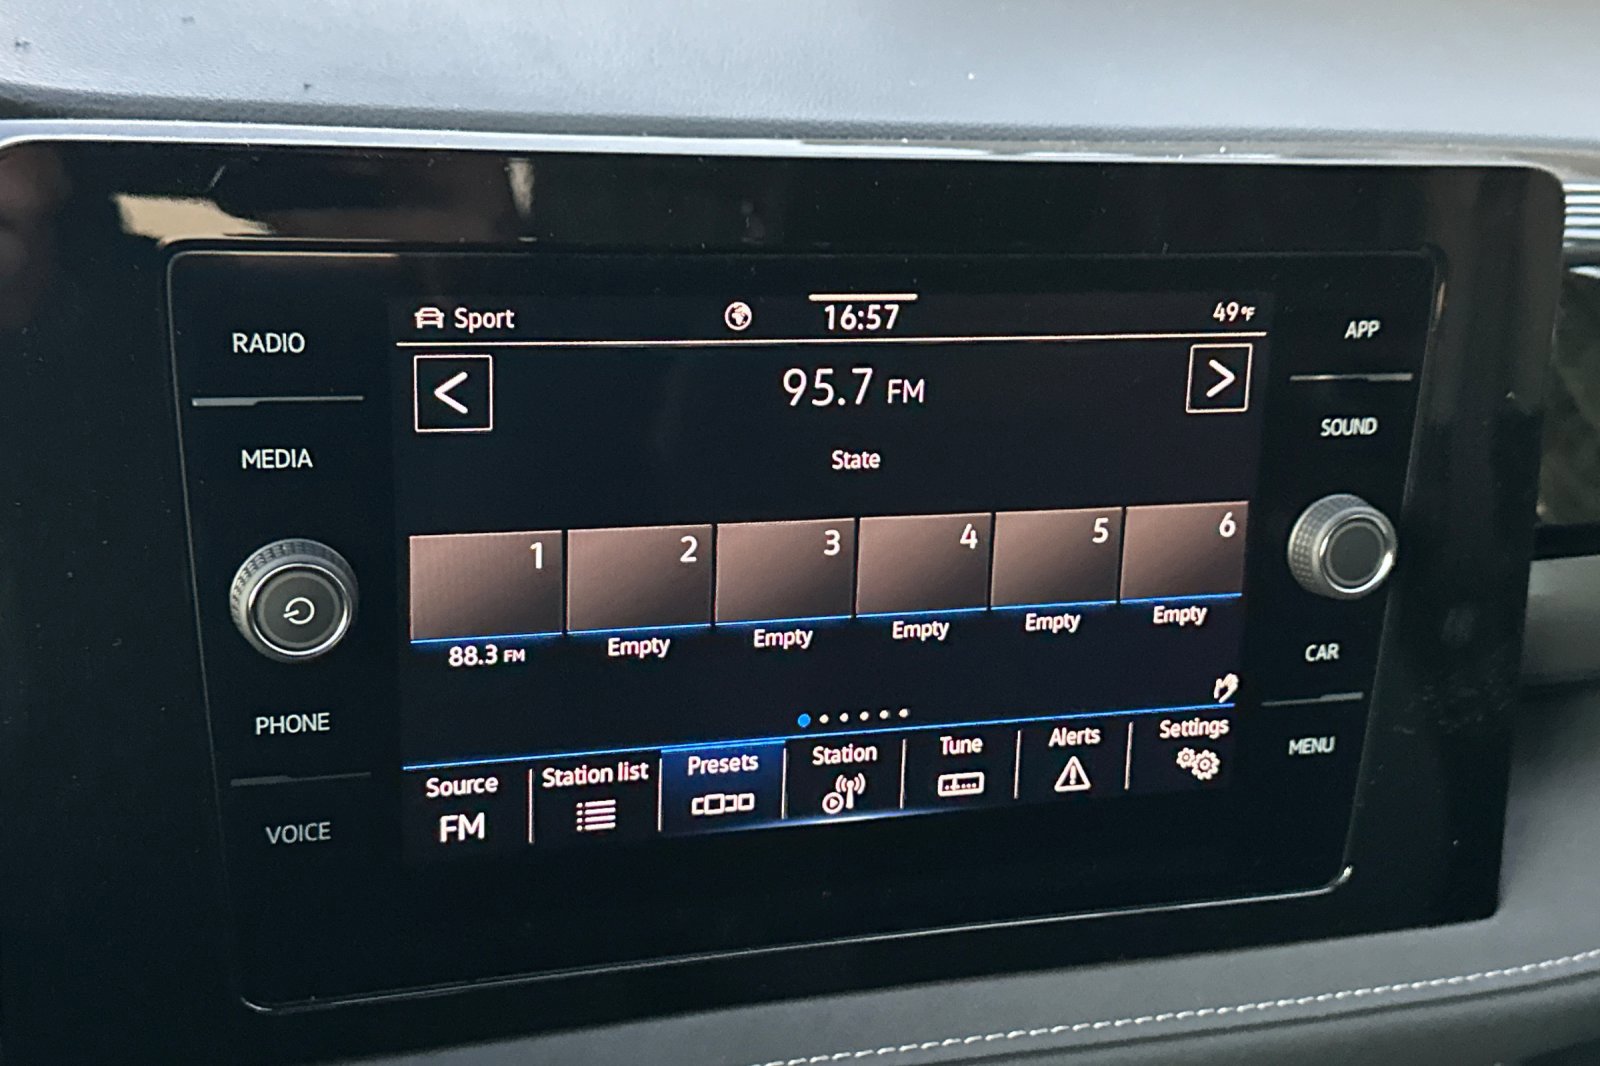 RADIO
MEDIA
PHONE
VOICE
Sport
16:57
49°F
95.7 FM
State
1
2
3
4
5
6
88.3 FM
Empty
Empty
Empty
Empty
Empty
Source
FM
Station list
Presets
Station
Tune
Alerts
Settings
APP
SOUND
CAR
MENU